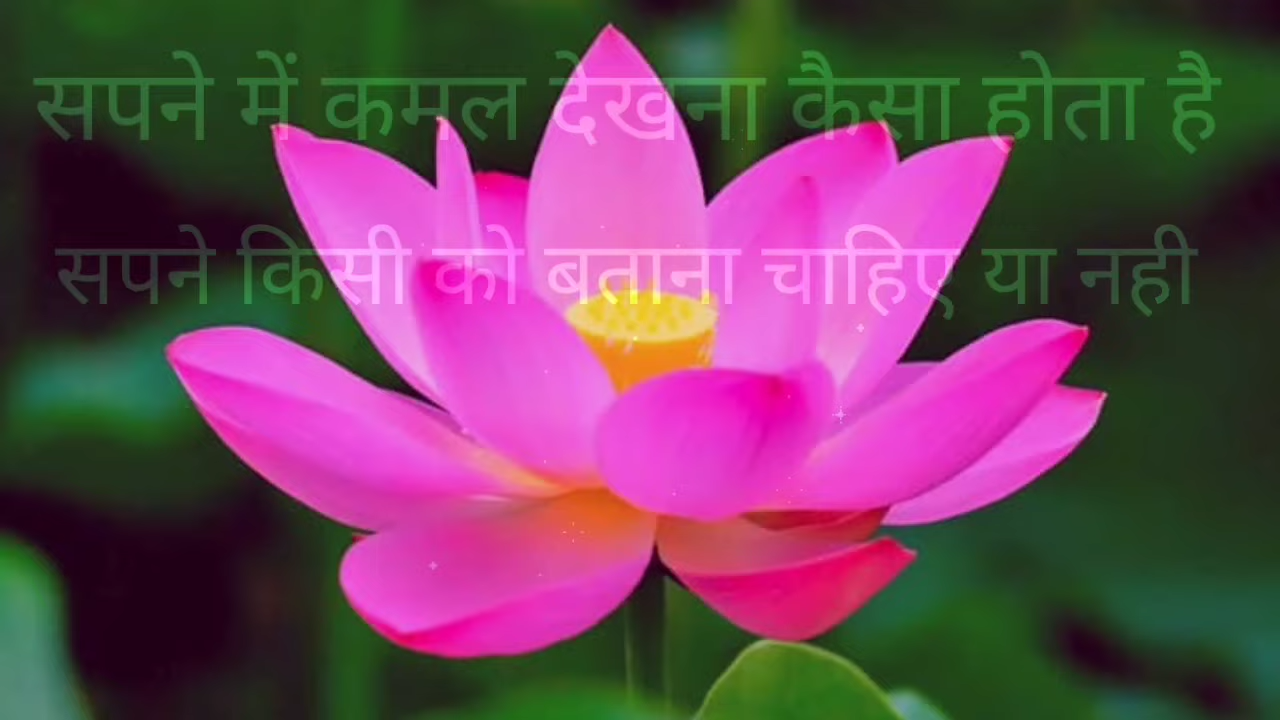 सपने में कमल देखना कैसा होता है
सपने किसी को बताना चाहिए या नही